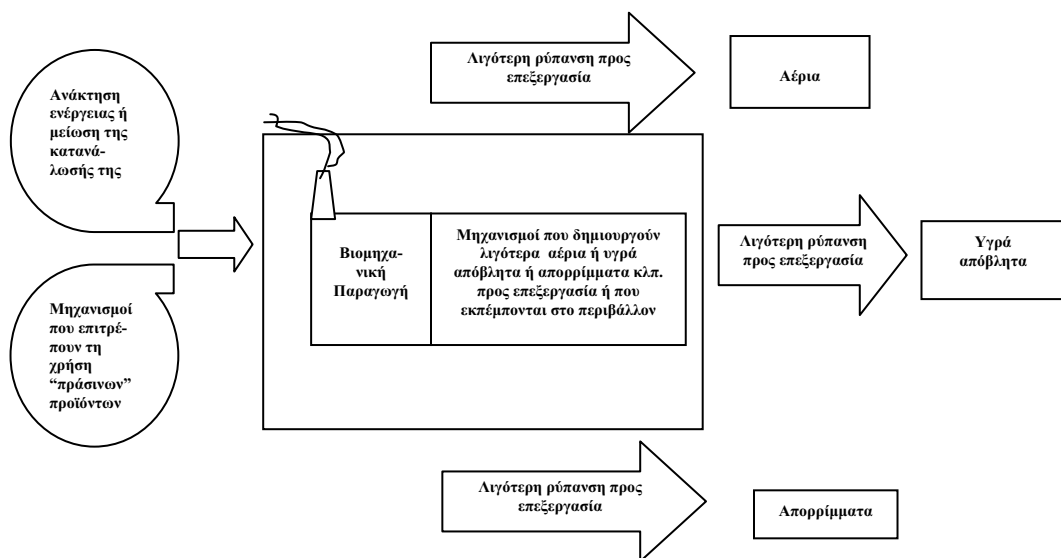 Λιγότερη ρύπανση προς
επεξεργασία
Αέρια
Ανάκτηση
ενέργειας ή
μείωση της
κατανά-
λωσής της
Βιομηχα-
νική
Παραγωγή
Μηχανισμοί που δημιουργούν
λιγότερα αέρια ή υγρά
απόβλητα ή απορρίμματα κλπ.
προς επεξεργασία ή που
εκπέμπονται στο περιβάλλον
Λιγότερη ρύπανση
προς επεξεργασία
Υγρά
απόβλητα
Μηχανισμοί
που επιτρέ-
πουν τη
χρήση
“πράσινων”
προϊόντων
Λιγότερη ρύπανση προς
επεξεργασία
Απορρίμματα